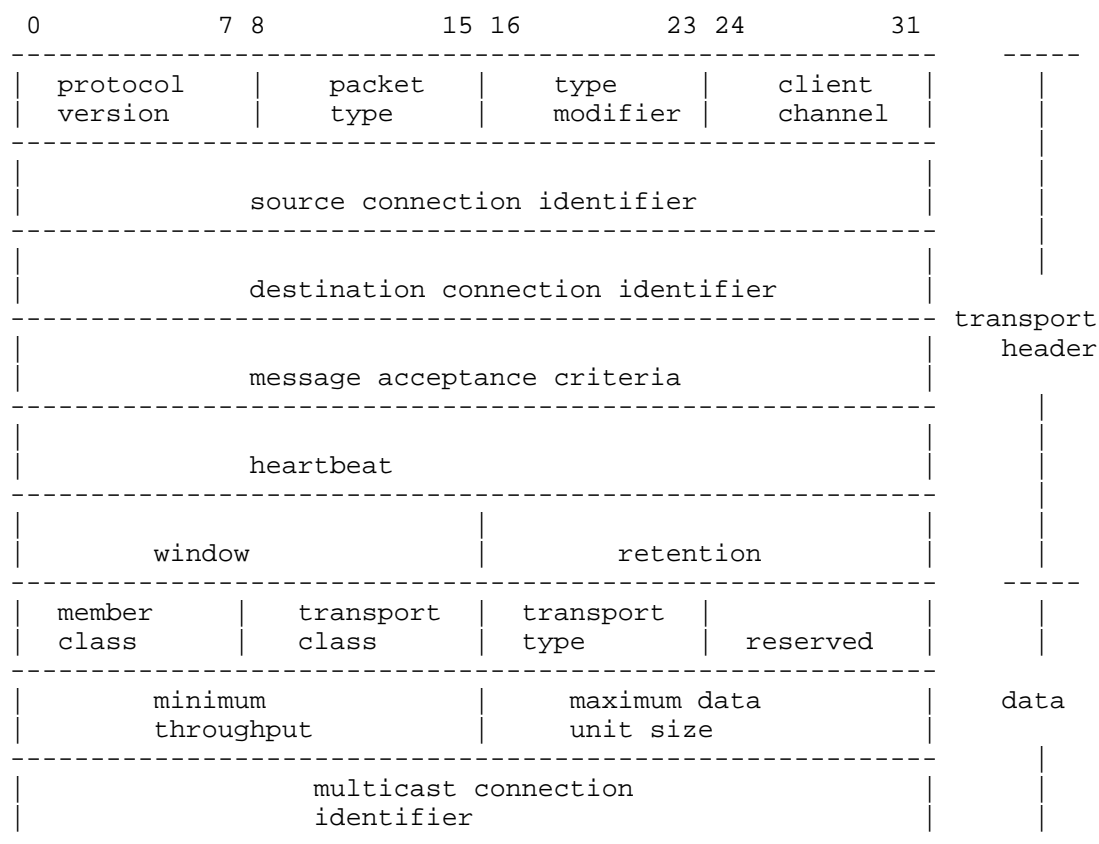 0 7 8 15 16 23 24 31
protocol packet type client
version type modifier channel
source connection identifier
destination connection identifier
transport
header
message acceptance criteria
heartbeat
window retention
member transport transport
class class type reserved
minimum maximum data data
throughput unit size
multicast connection
identifier